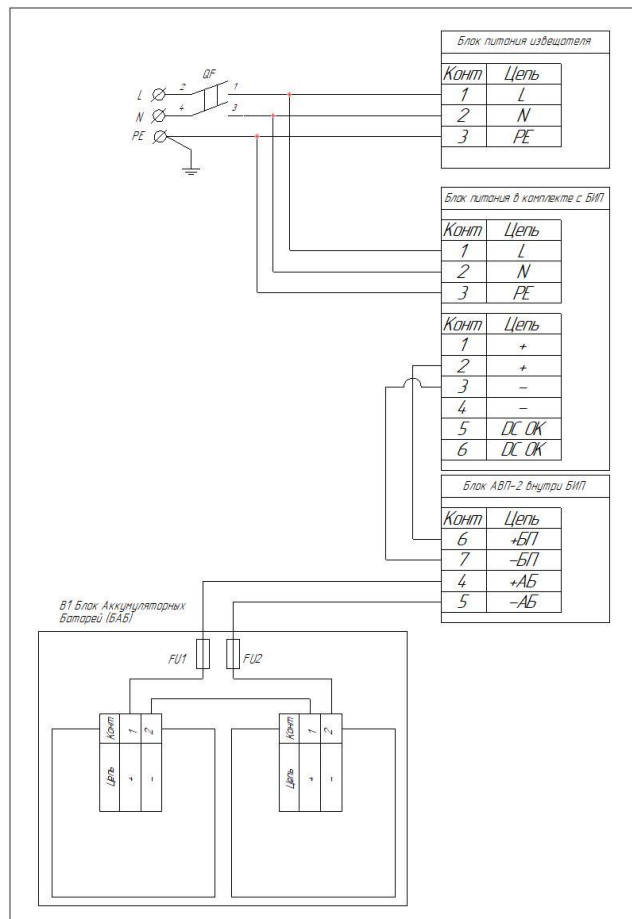 Блок питания извещателя
Конт Цепь
1 L
2 N
3 PE
QF
L 2 1
N 4 3
PE
Блок питания в комплекте с БИП
Конт Цепь
1 L
2 N
3 PE
Конт Цепь
1 +
2 +
3 -
4 -
5 DC OK
6 DC OK
Блок АВП-2 внутри БИП
Конт Цепь
6 +БП
7 -БП
4 +АБ
5 -АБ
В1 Блок Аккумуляторных
Батарей (БАБ)
FU1 FU2
Конт 1 2
Цепь + -
Конт 1 2
Цепь + -